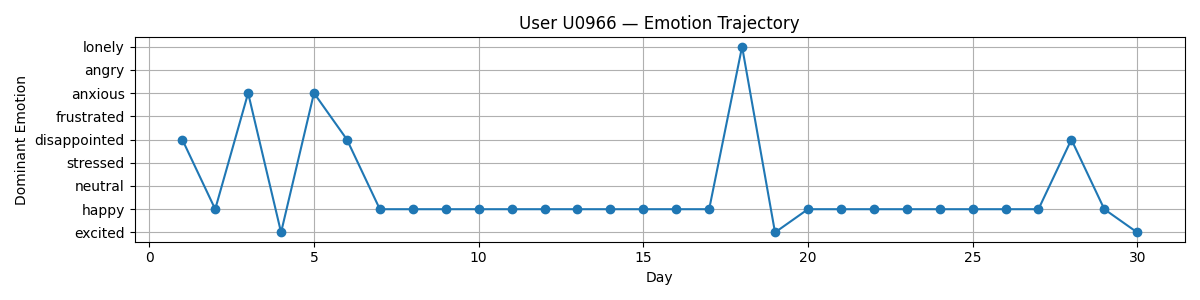 User U0966 — Emotion Trajectory
Dominant Emotion
lonely
angry
anxious
frustrated
disappointed
stressed
neutral
happy
excited
0 5 10 15 20 25 30
Day